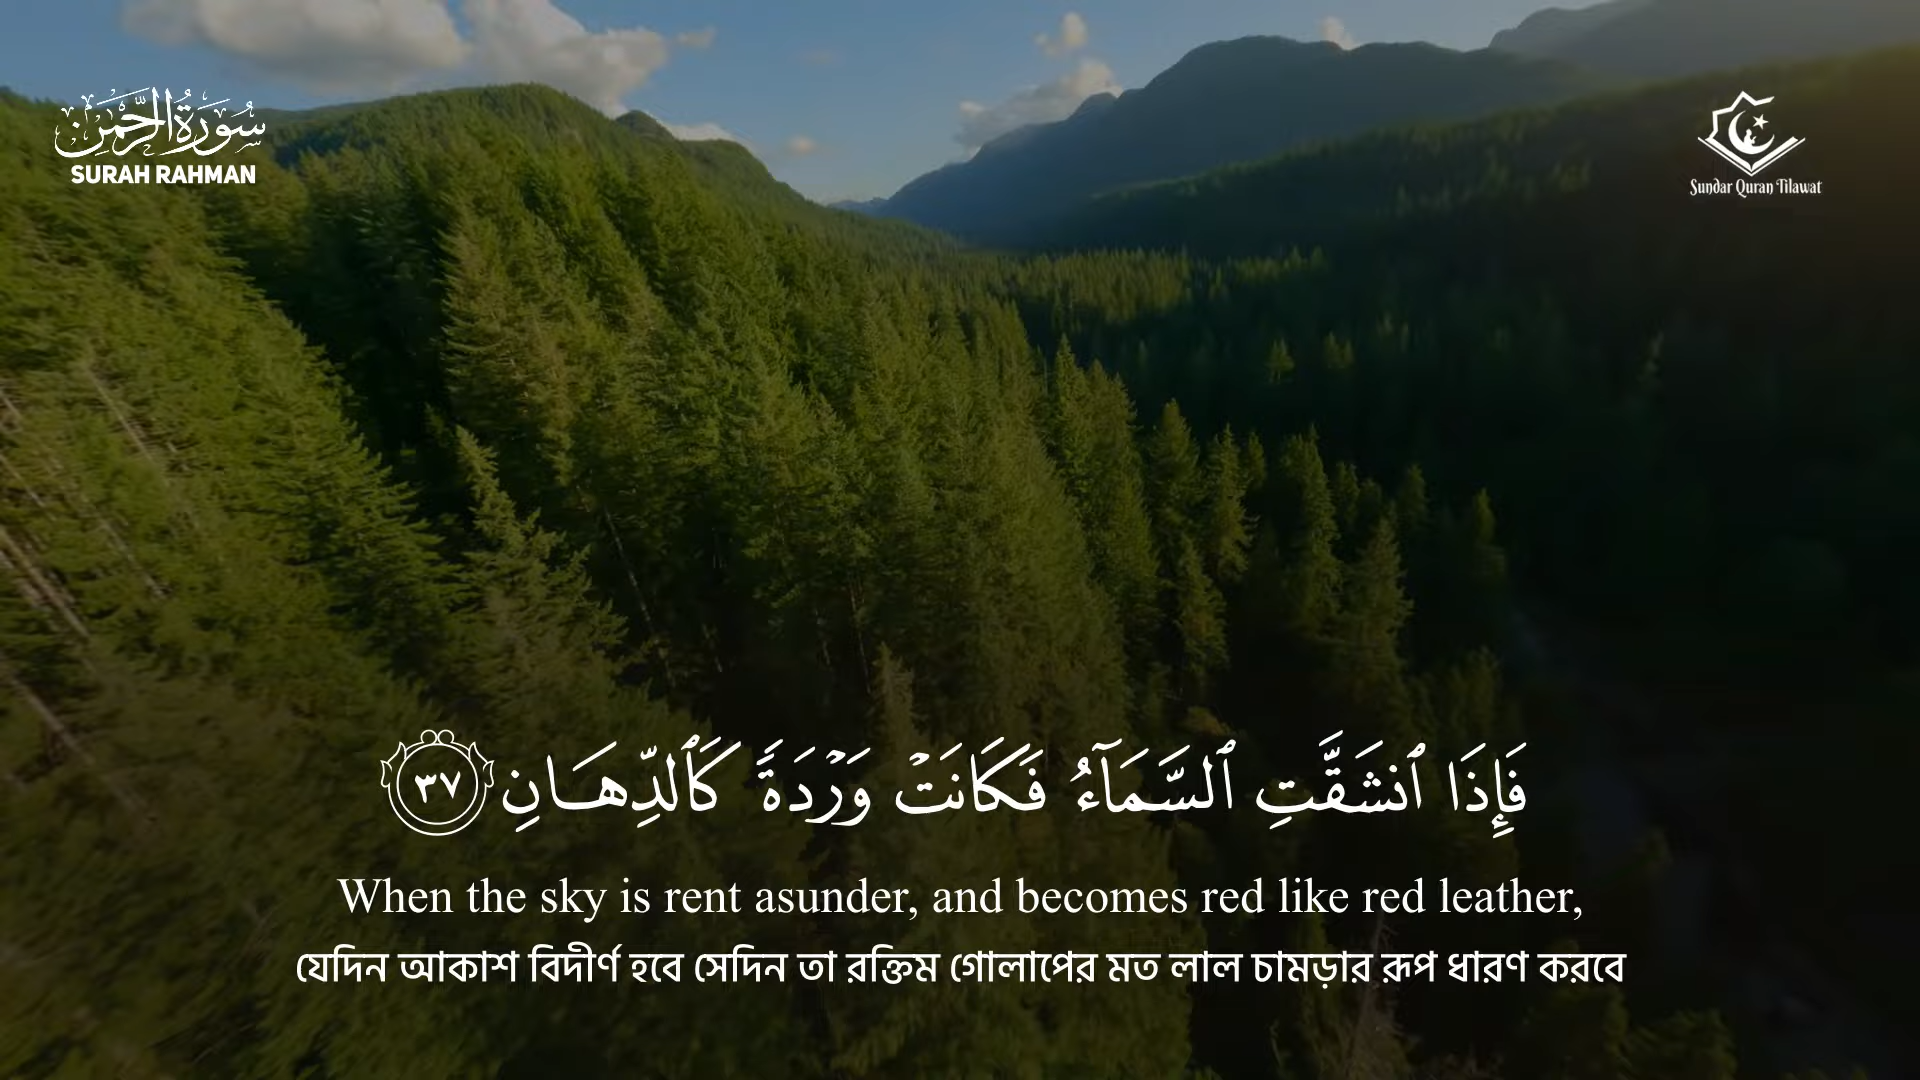 سُورَةُ الرَّحْمَٰن
SURAH RAHMAN
Sundar Quran Tilawat
فَإِذَا ٱنشَقَّتِ ٱلسَّمَآءُ فَكَانَتْ وَرْدَةً كَٱلدِّهَانِ ٣٧
When the sky is rent asunder, and becomes red like red leather,
যেদিন আকাশ বিদীর্ণ হবে সেদিন তা রক্তিম গোলাপের মত লাল চামড়ার রূপ ধারণ করবে